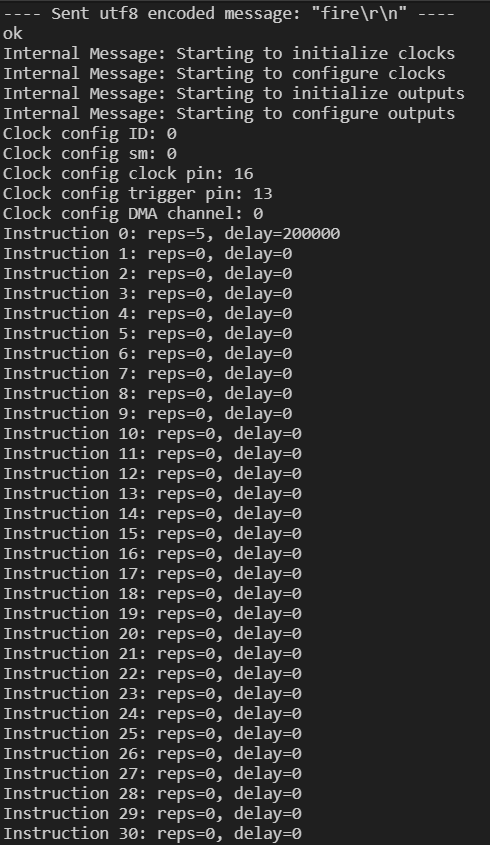 ---- Sent utf8 encoded message: "fire\r\n" ----
ok
Internal Message: Starting to initialize clocks
Internal Message: Starting to configure clocks
Internal Message: Starting to initialize outputs
Internal Message: Starting to configure outputs
Clock config ID: 0
Clock config sm: 0
Clock config clock pin: 16
Clock config trigger pin: 13
Clock config DMA channel: 0
Instruction 0: reps=5, delay=200000
Instruction 1: reps=0, delay=0
Instruction 2: reps=0, delay=0
Instruction 3: reps=0, delay=0
Instruction 4: reps=0, delay=0
Instruction 5: reps=0, delay=0
Instruction 6: reps=0, delay=0
Instruction 7: reps=0, delay=0
Instruction 8: reps=0, delay=0
Instruction 9: reps=0, delay=0
Instruction 10: reps=0, delay=0
Instruction 11: reps=0, delay=0
Instruction 12: reps=0, delay=0
Instruction 13: reps=0, delay=0
Instruction 14: reps=0, delay=0
Instruction 15: reps=0, delay=0
Instruction 16: reps=0, delay=0
Instruction 17: reps=0, delay=0
Instruction 18: reps=0, delay=0
Instruction 19: reps=0, delay=0
Instruction 20: reps=0, delay=0
Instruction 21: reps=0, delay=0
Instruction 22: reps=0, delay=0
Instruction 23: reps=0, delay=0
Instruction 24: reps=0, delay=0
Instruction 25: reps=0, delay=0
Instruction 26: reps=0, delay=0
Instruction 27: reps=0, delay=0
Instruction 28: reps=0, delay=0
Instruction 29: reps=0, delay=0
Instruction 30: reps=0, delay=0